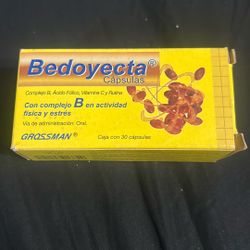 Bedoyecta®
Cápsulas
Complejo B, Ácido Fólico, Vitamina C y Rutina
Con complejo B en actividad
física y estrés
Vía de administración: Oral.
GROSSMAN®
Caja con 30 cápsulas